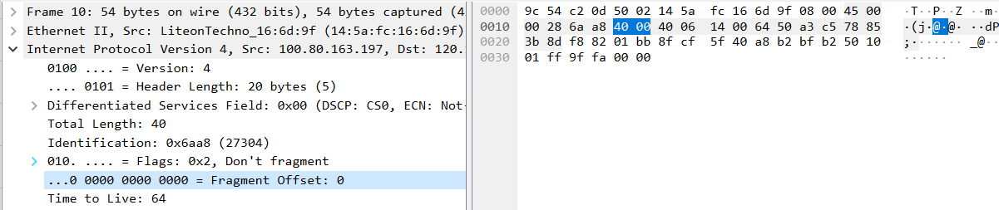 Frame 10: 54 bytes on wire (432 bits), 54 bytes captured (4
Ethernet II, Src: LiteonTechno_16:6d:9f (14:5a:fc:16:6d:9f)
Internet Protocol Version 4, Src: 100.80.163.197, Dst: 120.
0100 .... = Version: 4
.... 0101 = Header Length: 20 bytes (5)
Differentiated Services Field: 0x00 (DSCP: CS0, ECN: Not-
Total Length: 40
Identification: 0x6aa8 (27304)
010. .... = Flags: 0x2, Don't fragment
...0 0000 0000 0000 = Fragment Offset: 0
Time to Live: 64
0000 9c 54 c2 0d 50 02 14 5a fc 16 6d 9f 08 00 45 00 ·T··P··Z ··m···
0010 00 28 6a a8 40 00 40 06 14 00 64 50 a3 c5 78 85 ·(j·@·@· ··dP
0020 3b 8d f8 82 01 bb 8f cf 5f 40 a8 b2 bf b2 50 10 ;······· _@····
0030 01 ff 9f fa 00 00 ······